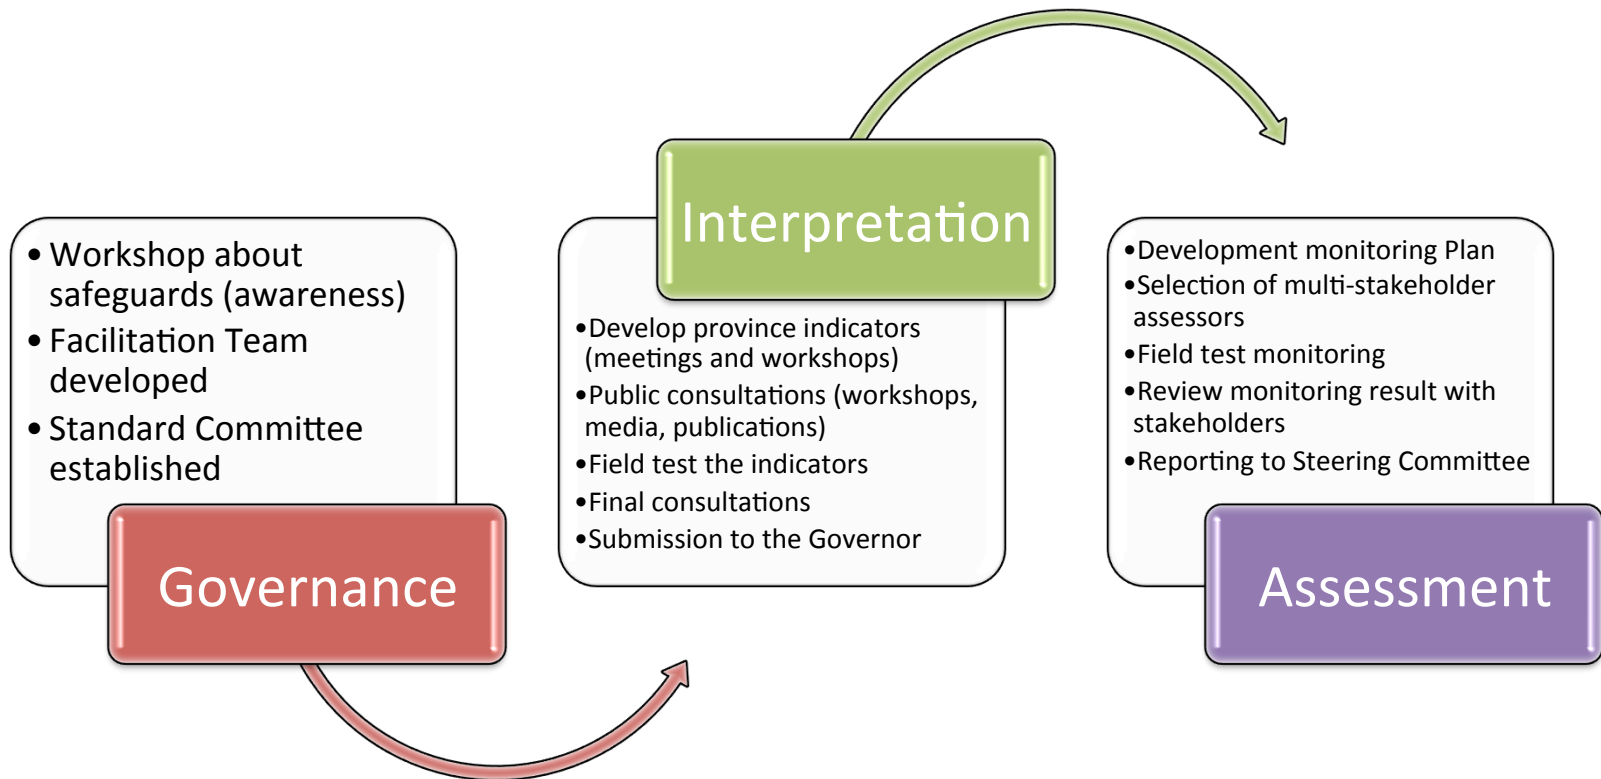 • Workshop about
safeguards (awareness)
• Facilitation Team
developed
• Standard Committee
established
Governance
Interpretation
•Develop province indicators
(meetings and workshops)
•Public consultations (workshops,
media, publications)
•Field test the indicators
•Final consultations
•Submission to the Governor
•Development monitoring Plan
•Selection of multi-stakeholder
assessors
•Field test monitoring
•Review monitoring result with
stakeholders
•Reporting to Steering Committee
Assessment